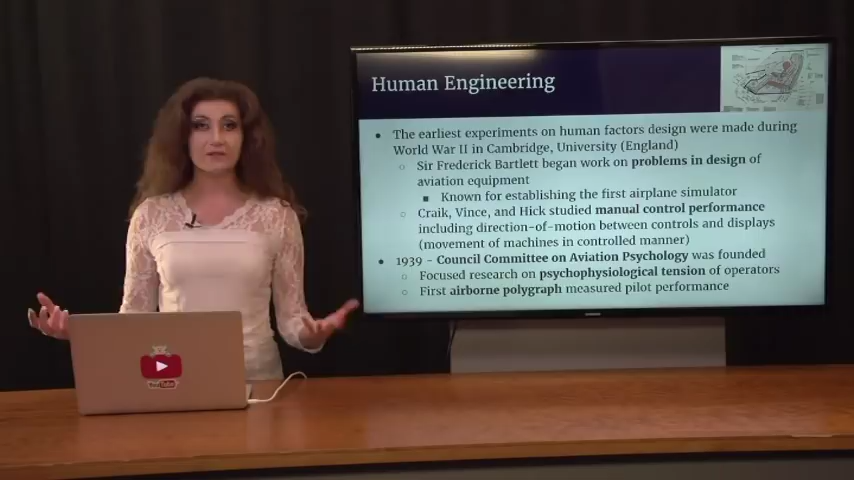 Human Engineering
● The earliest experiments on human factors design were made during
World War II in Cambridge, University (England)
○ Sir Frederick Bartlett began work on problems in design of
aviation equipment
■ Known for establishing the first airplane simulator
○ Craik, Vince, and Hick studied manual control performance
including direction-of-motion between controls and displays
(movement of machines in controlled manner)
● 1939 - Council Committee on Aviation Psychology was founded
○ Focused research on psychophysiological tension of operators
○ First airborne polygraph measured pilot performance
YouTube